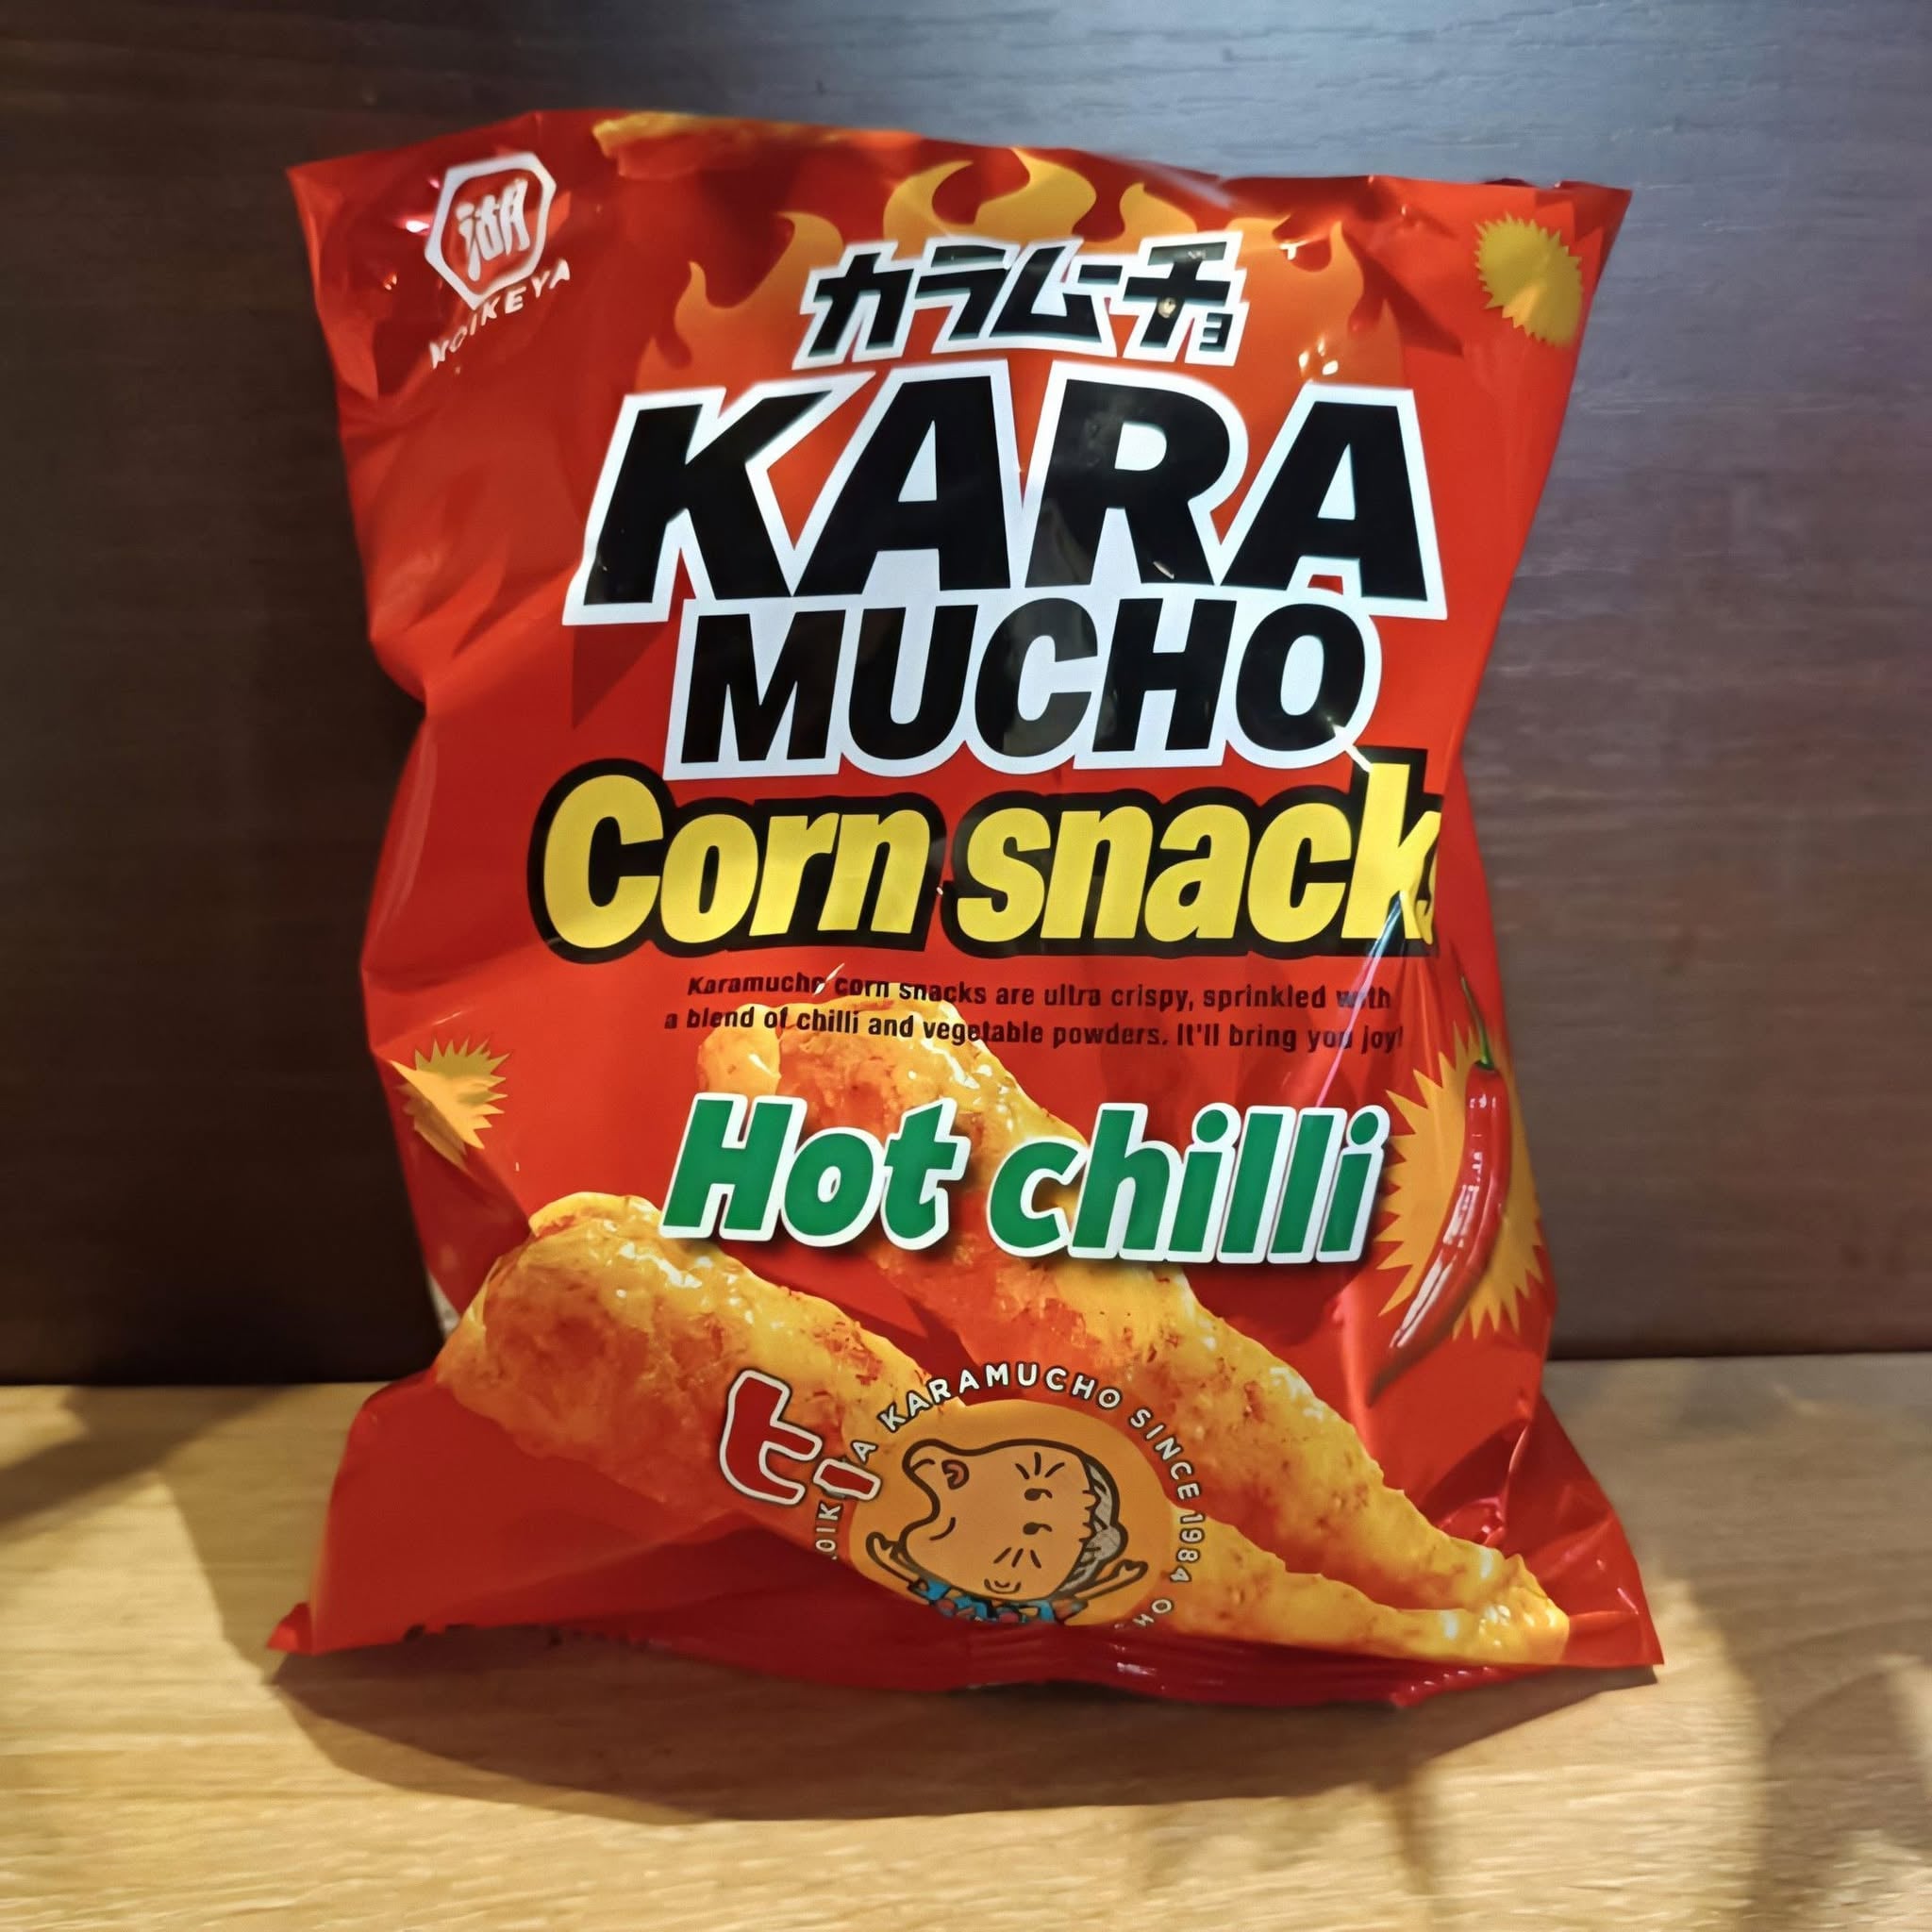 湖
KOIKEYA
カラムーチョ
KARA
MUCHO
Corn snack
Karamucho corn snacks are ultra crispy, sprinkled with
a blend of chilli and vegetable powders. It'll bring you joy!
Hot chilli
ヒー
KOIKEYA KARAMUCHO SINCE 1984